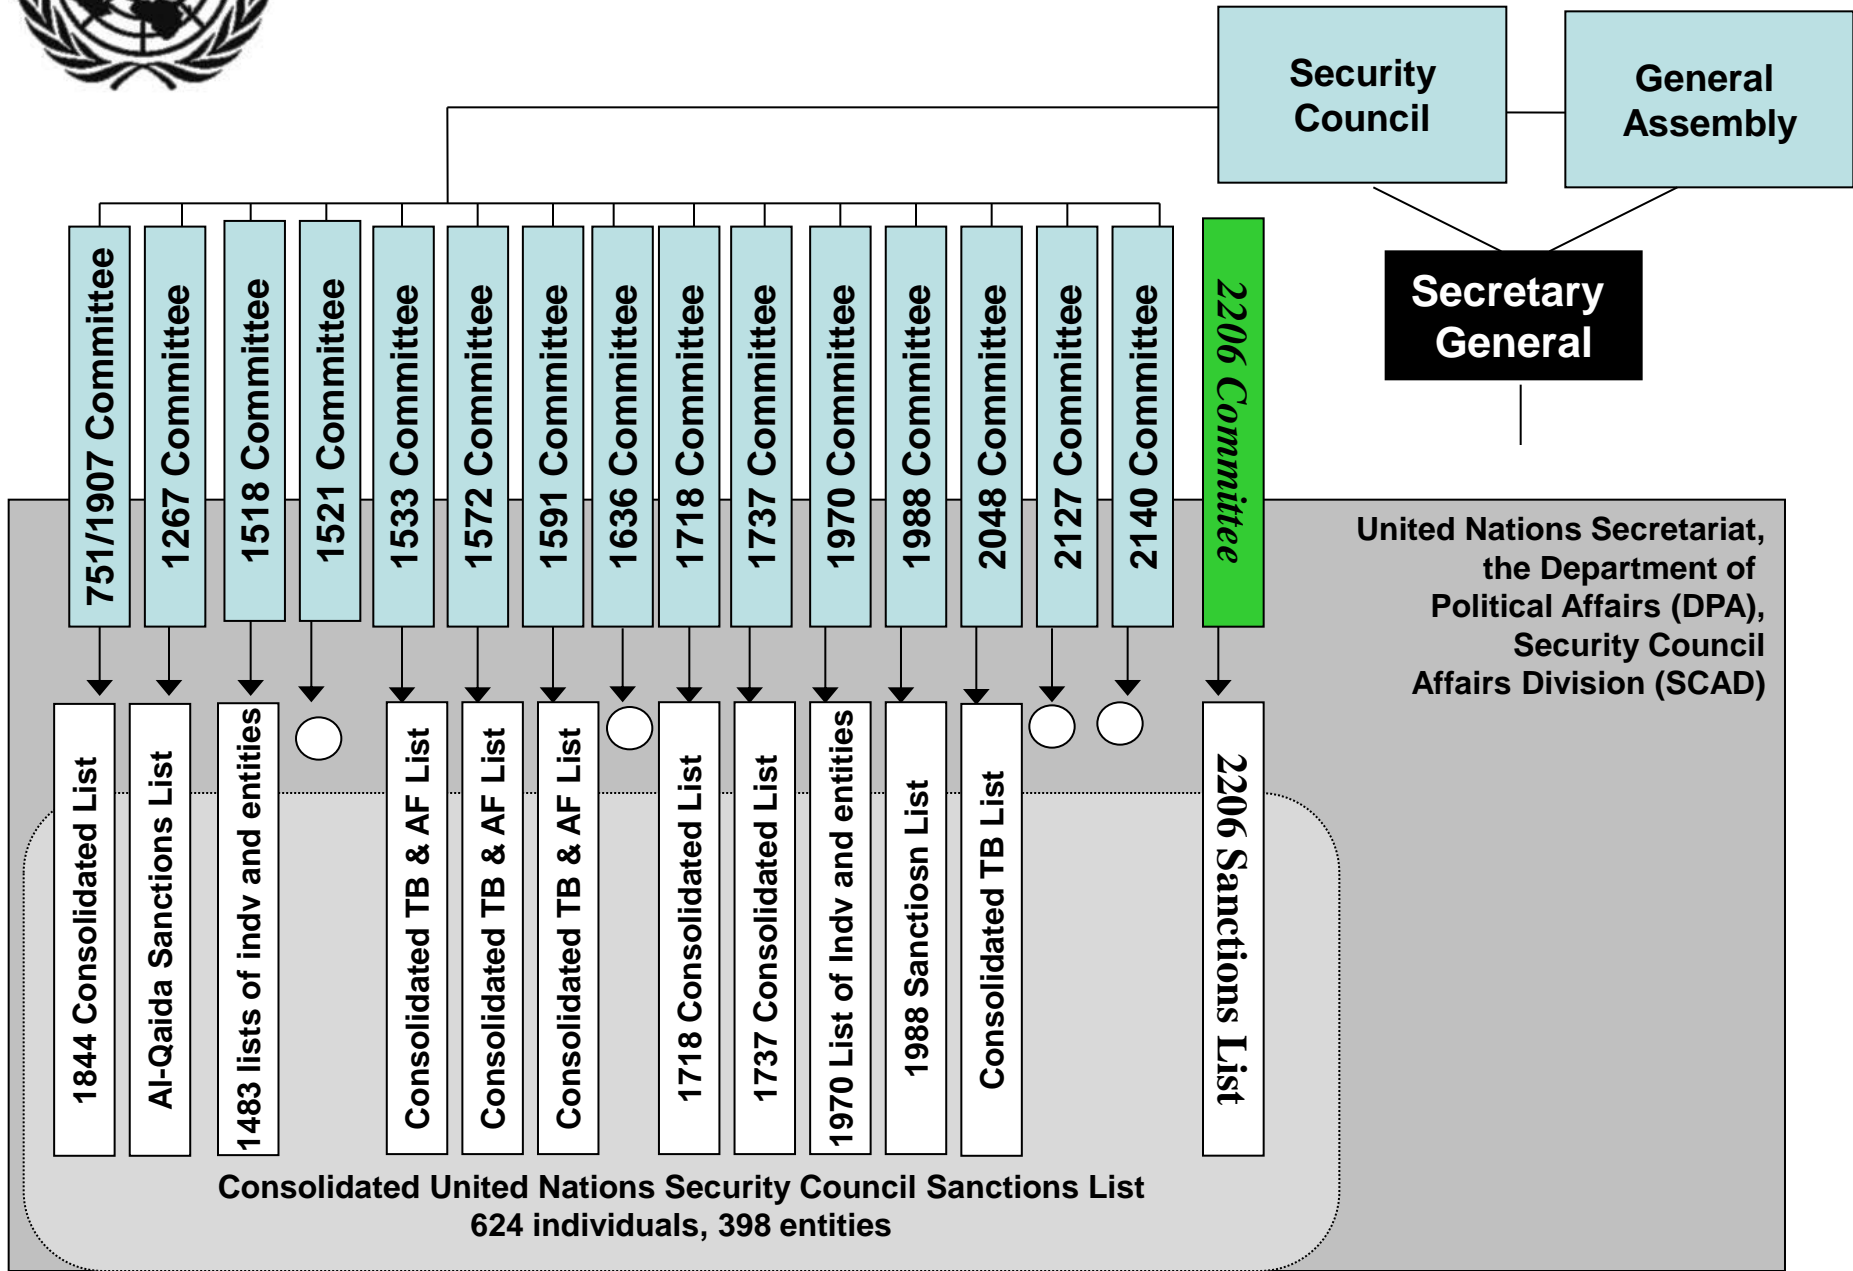 Security
Council
General
Assembly
Secretary
General
751/1907 Committee
1267 Committee
1518 Committee
1521 Committee
1533 Committee
1572 Committee
1591 Committee
1636 Committee
1718 Committee
1737 Committee
1970 Committee
1988 Committee
2048 Committee
2127 Committee
2140 Committee
2206 Committee
United Nations Secretariat,
the Department of
Political Affairs (DPA),
Security Council
Affairs Division (SCAD)
1844 Consolidated List
Al-Qaida Sanctions List
1483 lists of indv and entities
Consolidated TB & AF List
Consolidated TB & AF List
Consolidated TB & AF List
1718 Consolidated List
1737 Consolidated List
1970 List of Indv and entities
1988 Sanctiosn List
Consolidated TB List
2206 Sanctions List
Consolidated United Nations Security Council Sanctions List
624 individuals, 398 entities